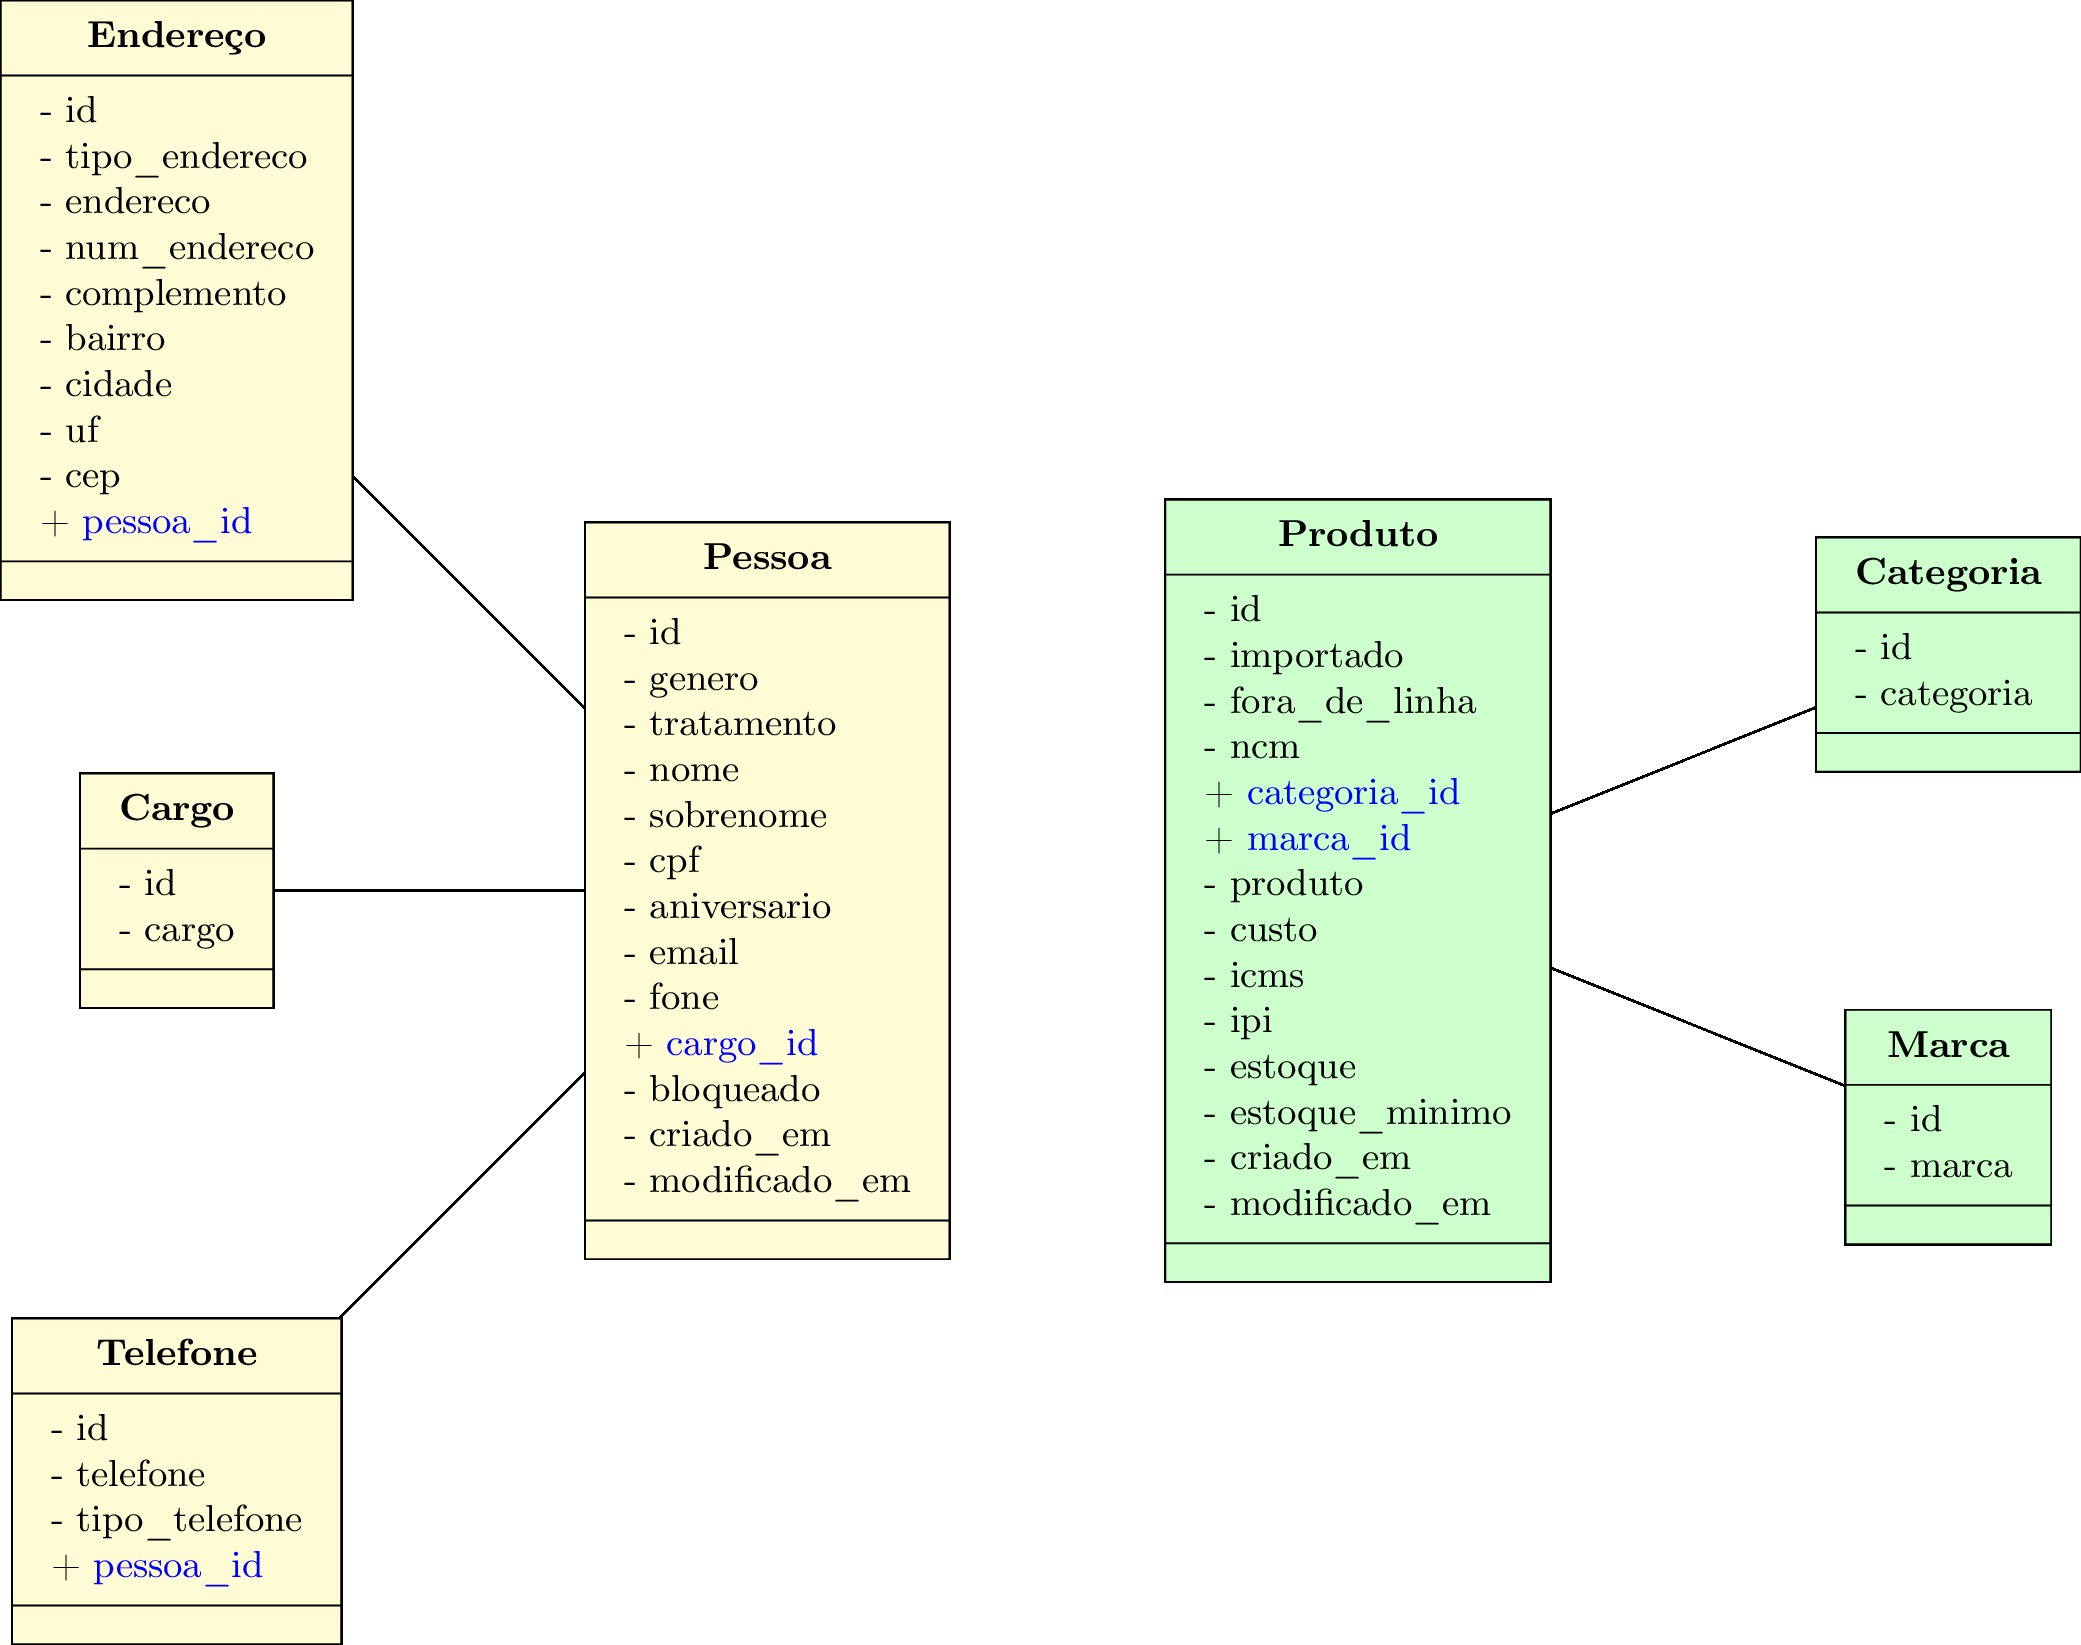 Endereço
- id
- tipo_endereco
- endereco
- num_endereco
- complemento
- bairro
- cidade
- uf
- cep
+ pessoa_id
Cargo
- id
- cargo
Telefone
- id
- telefone
- tipo_telefone
+ pessoa_id
Pessoa
- id
- genero
- tratamento
- nome
- sobrenome
- cpf
- aniversario
- email
- fone
+ cargo_id
- bloqueado
- criado_em
- modificado_em
Produto
- id
- importado
- fora_de_linha
- ncm
+ categoria_id
+ marca_id
- produto
- custo
- icms
- ipi
- estoque
- estoque_minimo
- criado_em
- modificado_em
Categoria
- id
- categoria
Marca
- id
- marca